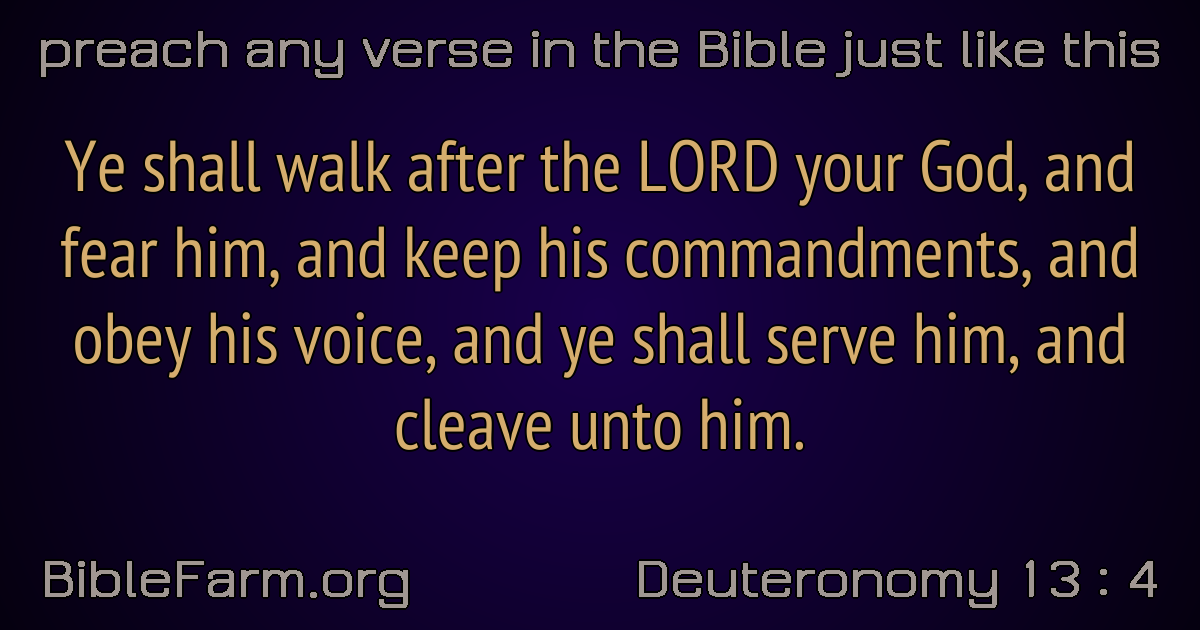 preach any verse in the Bible just like this
Ye shall walk after the LORD your God, and
fear him, and keep his commandments, and
obey his voice, and ye shall serve him, and
cleave unto him.
BibleFarm.org
Deuteronomy 13 : 4